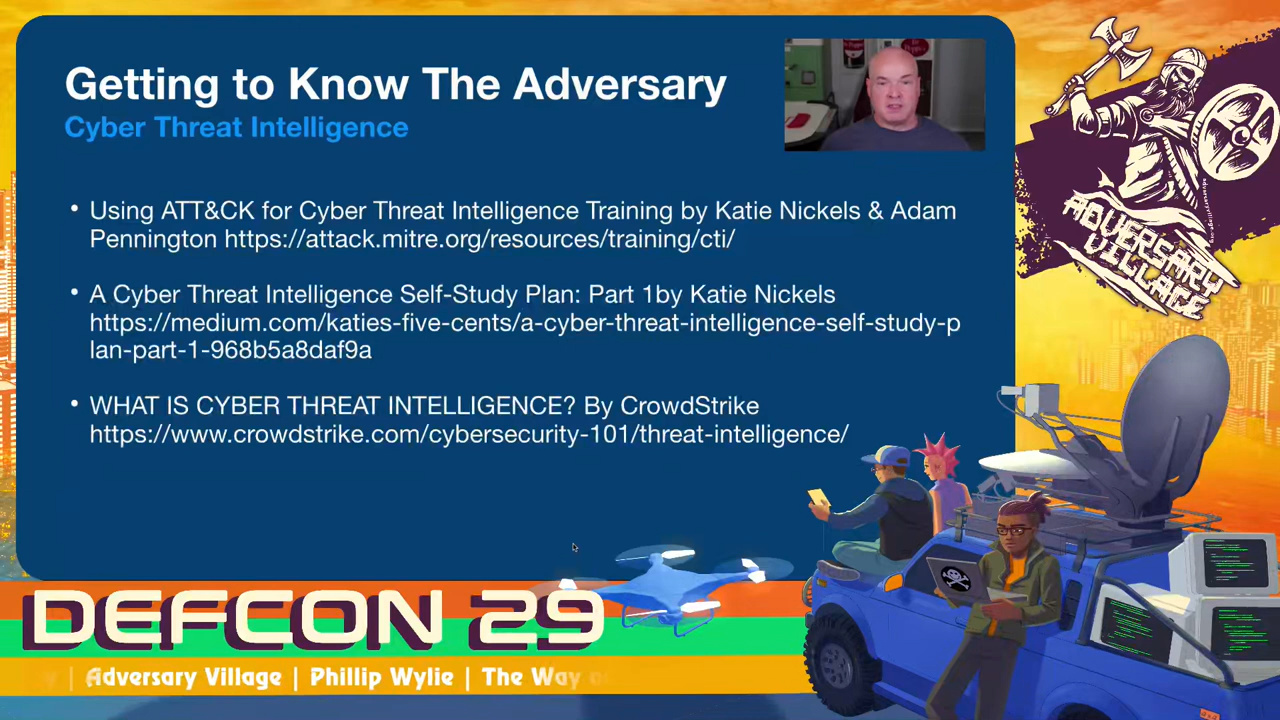 Getting to Know The Adversary
Cyber Threat Intelligence
• Using ATT&CK for Cyber Threat Intelligence Training by Katie Nickels & Adam
Pennington https://attack.mitre.org/resources/training/cti/
• A Cyber Threat Intelligence Self-Study Plan: Part 1by Katie Nickels
https://medium.com/katies-five-cents/a-cyber-threat-intelligence-self-study-p
lan-part-1-968b5a8daf9a
• WHAT IS CYBER THREAT INTELLIGENCE? By CrowdStrike
https://www.crowdstrike.com/cybersecurity-101/threat-intelligence/
ADVERSARY
VILLAGE
DEFCON 29
| Adversary Village | Phillip Wylie | The Way